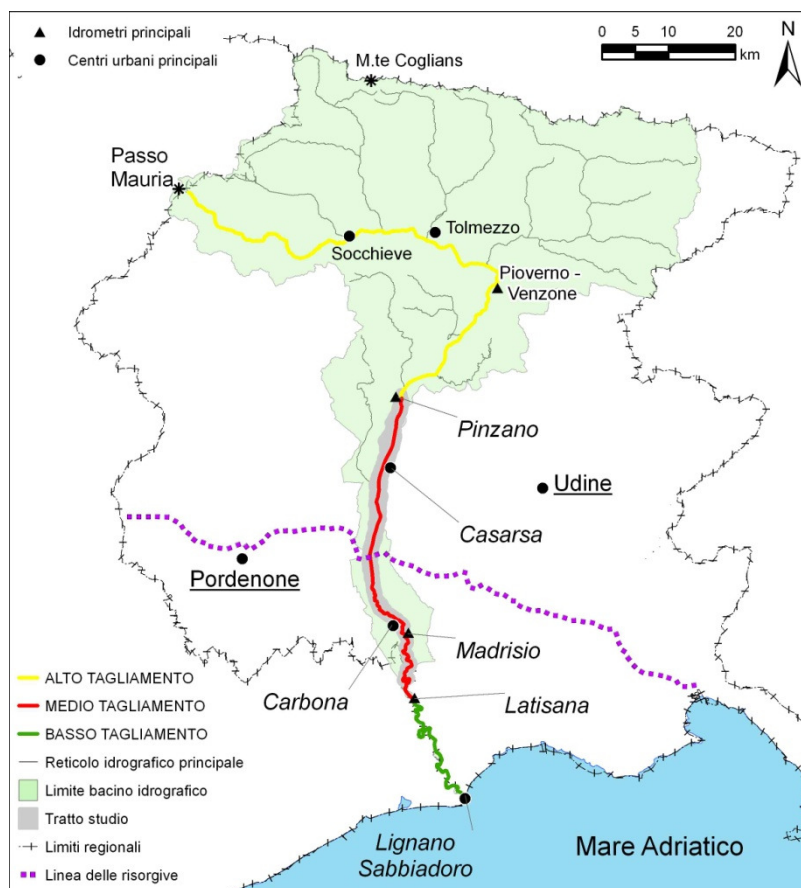 Idrometri principali
Centri urbani principali
0 5 10 20
km
N
M.te Coglians
Passo
Mauria
Tolmezzo
Socchieve
Pioverno -
Venzone
Pinzano
Udine
Casarsa
Pordenone
Madrisio
Carbona
Latisana
ALTO TAGLIAMENTO
MEDIO TAGLIAMENTO
BASSO TAGLIAMENTO
Reticolo idrografico principale
Limite bacino idrografico
Tratto studio
Limiti regionali
Linea delle risorgive
Lignano
Sabbiadoro
Mare Adriatico